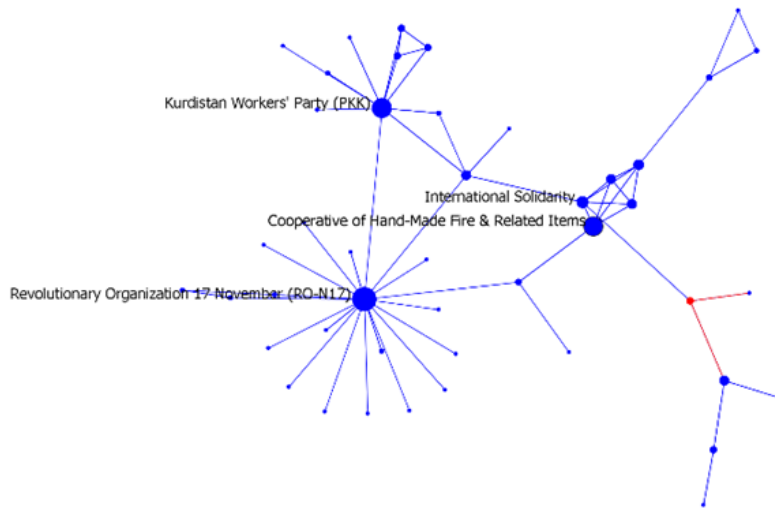 Kurdistan Workers' Party (PKK)
International Solidarity
Cooperative of Hand-Made Fire & Related Items
Revolutionary Organization 17 November (RO-N17)